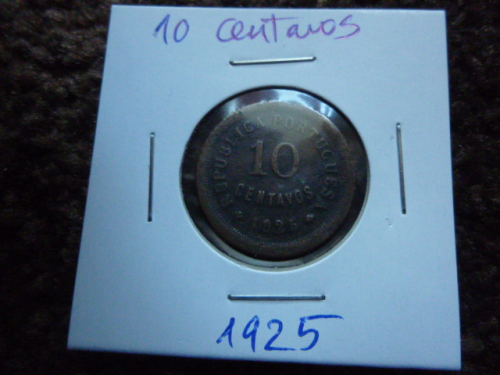 10 centavos
REPUBLICA PORTUGUESA
10
CENTAVOS
* 1925 *
1925